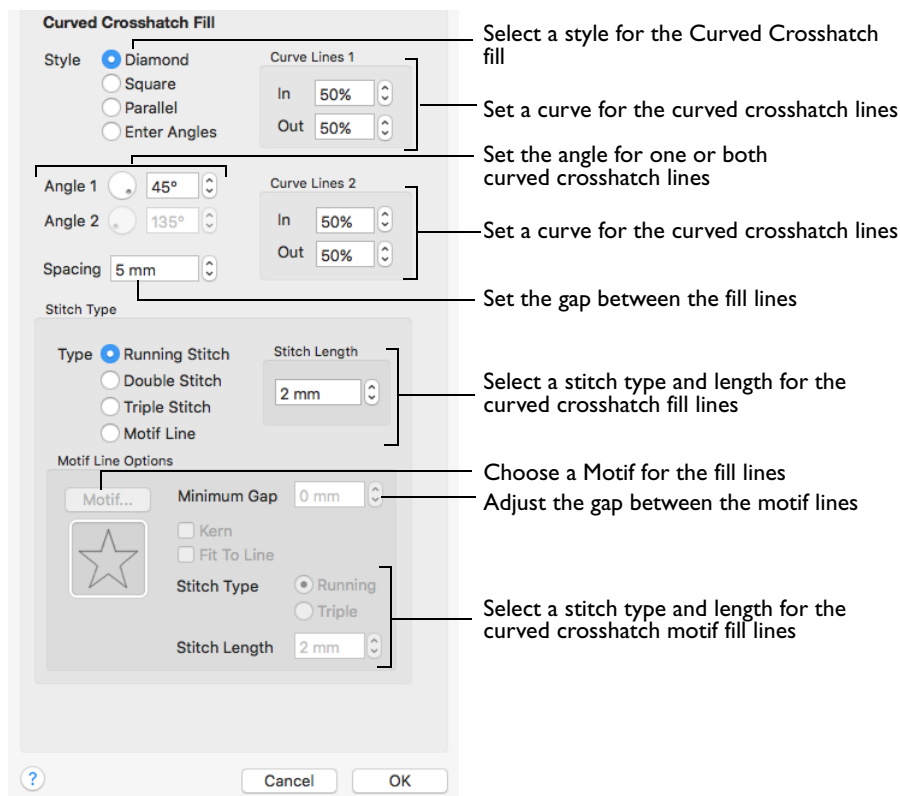 Curved Crosshatch Fill
Style
Diamond
Square
Parallel
Enter Angles
Curve Lines 1
In 50%
Out 50%
Select a style for the Curved Crosshatch
fill
Set a curve for the curved crosshatch lines
Set the angle for one or both
curved crosshatch lines
Angle 1 45°
Angle 2 135°
Curve Lines 2
In 50%
Out 50%
Set a curve for the curved crosshatch lines
Spacing 5 mm
Set the gap between the fill lines
Stitch Type
Type
Running Stitch
Double Stitch
Triple Stitch
Motif Line
Stitch Length
2 mm
Select a stitch type and length for the
curved crosshatch fill lines
Motif Line Options
Motif...
Minimum Gap 0 mm
Choose a Motif for the fill lines
Adjust the gap between the motif lines
Kern
Fit To Line
Stitch Type
Running
Triple
Stitch Length 2 mm
Select a stitch type and length for the
curved crosshatch motif fill lines
?
Cancel
OK